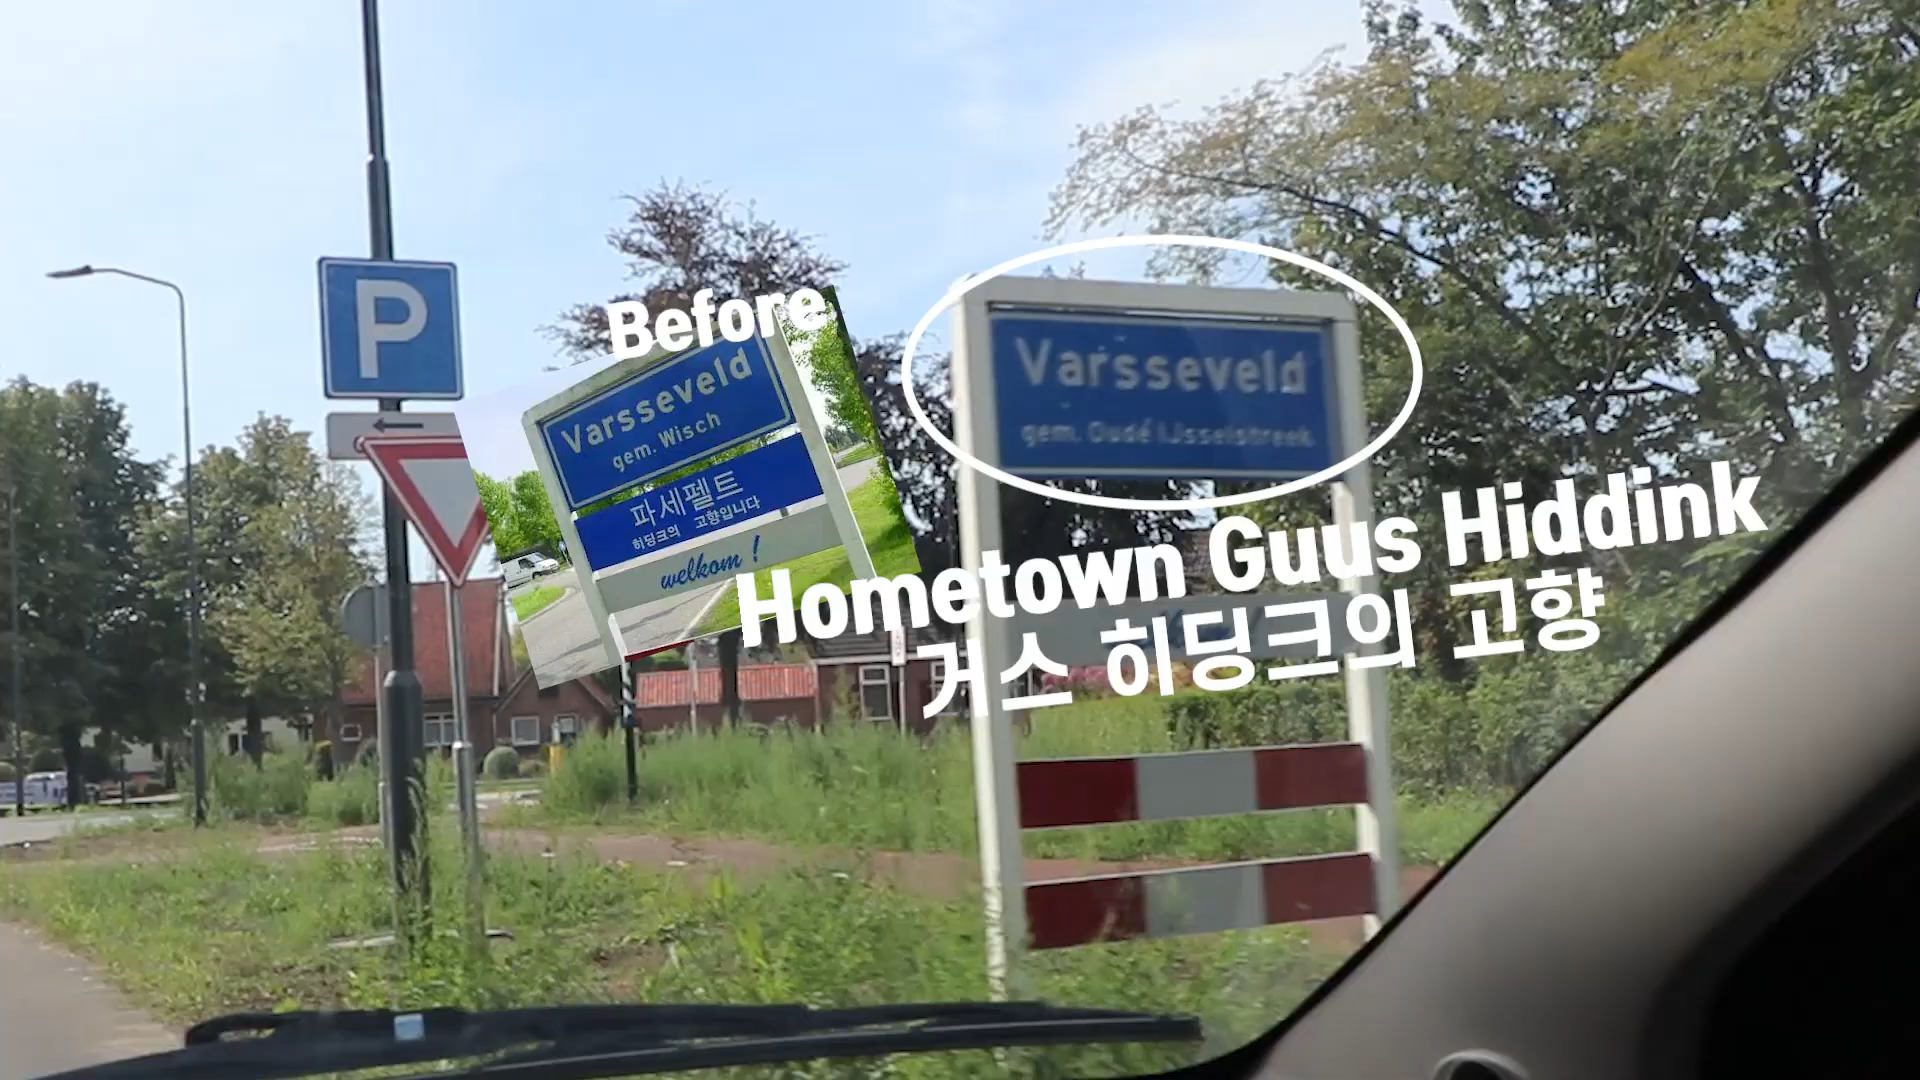 P
Before
Varsseveld
gem. Wisch
파세펠트
히딩크의 고향입니다
welkom !
Varsseveld
gem. Oude IJsselstreek
Hometown Guus Hiddink
거스 히딩크의 고향